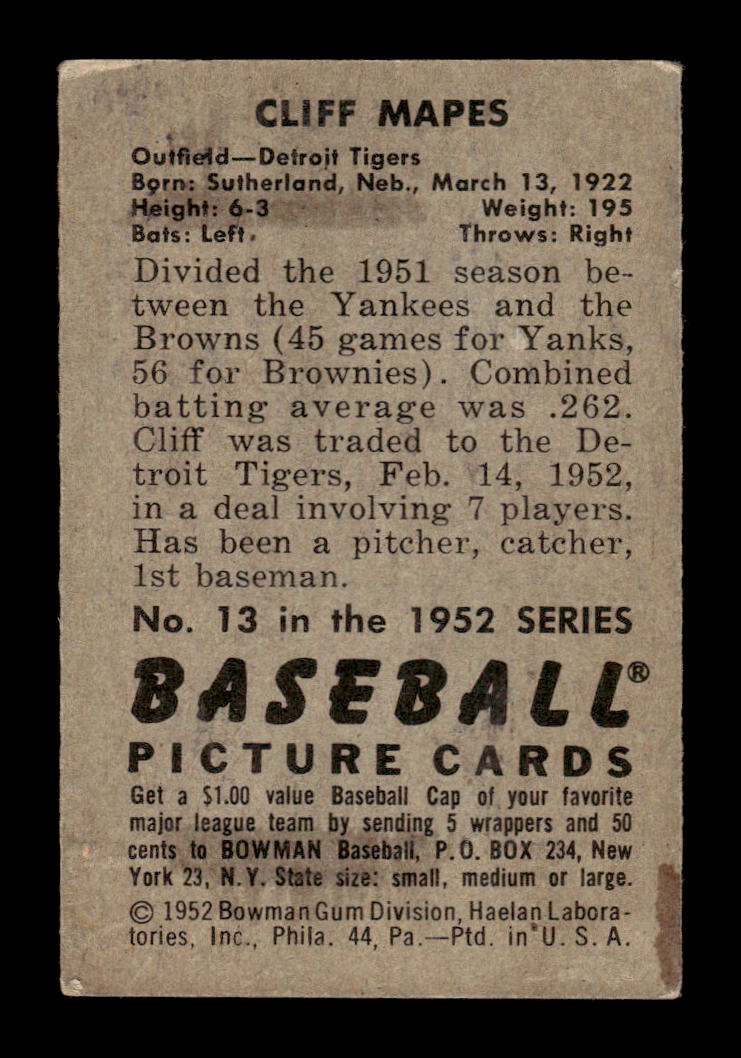 CLIFF MAPES
Outfield—Detroit Tigers
Born: Sutherland, Neb., March 13, 1922
Height: 6-3 Weight: 195
Bats: Left Throws: Right
Divided the 1951 season be-
tween the Yankees and the
Browns (45 games for Yanks,
56 for Brownies). Combined
batting average was .262.
Cliff was traded to the De-
troit Tigers, Feb. 14, 1952,
in a deal involving 7 players.
Has been a pitcher, catcher,
1st baseman.
No. 13 in the 1952 SERIES
BASEBALL®
PICTURE CARDS
Get a $1.00 value Baseball Cap of your favorite
major league team by sending 5 wrappers and 50
cents to BOWMAN Baseball, P.O. BOX 234, New
York 23, N.Y. State size: small, medium or large.
© 1952 Bowman Gum Division, Haelan Labora-
tories, Inc., Phila. 44, Pa.—Ptd. in U. S. A.